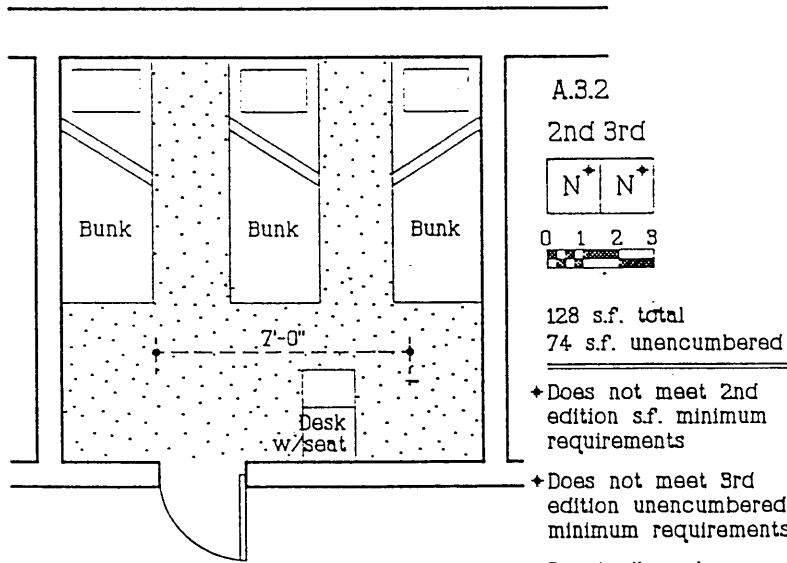 A.3.2
2nd 3rd
N✦ N✦
0 1 2 3
Bunk
Bunk
Bunk
128 s.f. total
74 s.f. unencumbered
7'-0"
✦Does not meet 2nd
edition s.f. minimum
requirements
Desk
w/seat
✦Does not meet 3rd
edition unencumbered
minimum requirements